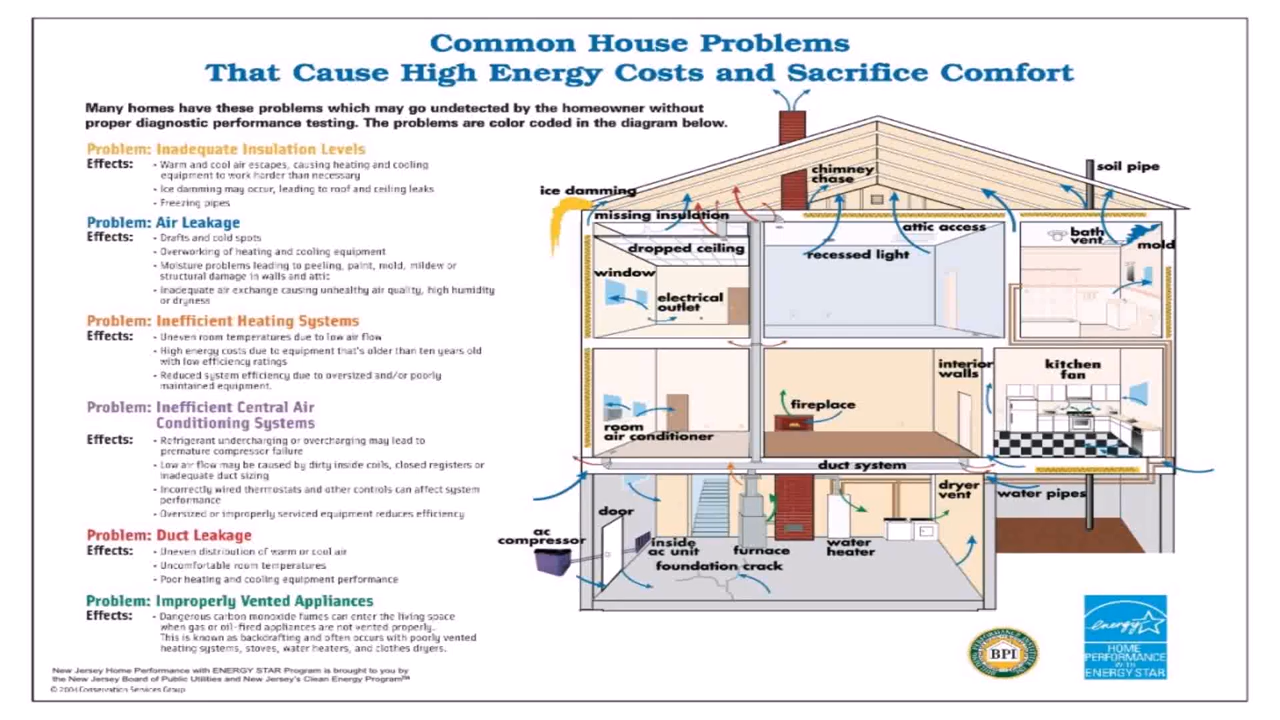 Common House Problems
That Cause High Energy Costs and Sacrifice Comfort
Many homes have these problems which may go undetected by the homeowner without
proper diagnostic performance testing. The problems are color coded in the diagram below.
Problem: Inadequate Insulation Levels
Effects: - Warm and cool air escapes, causing heating and cooling
equipment to work harder than necessary
- Ice damming may occur, leading to roof and ceiling leaks
- Freezing pipes
Problem: Air Leakage
Effects: - Drafts and cold spots
- Overworking of heating and cooling equipment
- Moisture problems leading to peeling, paint, mold, mildew or
structural damage in walls and attic
- Inadequate air exchange causing unhealthy air quality, high humidity
or dryness
Problem: Inefficient Heating Systems
Effects: - Uneven room temperatures due to low air flow
- High energy costs due to equipment that's older than ten years old
with low efficiency ratings
- Reduced system efficiency due to oversized and/or poorly
maintained equipment.
Problem: Inefficient Central Air
Conditioning Systems
Effects: - Refrigerant undercharging or overcharging may lead to
premature compressor failure
- Low air flow may be caused by dirty inside coils, closed registers or
inadequate duct sizing
- Incorrectly wired thermostats and other controls can affect system
performance
- Oversized or improperly serviced equipment reduces efficiency
Problem: Duct Leakage
Effects: - Uneven distribution of warm or cool air
- Uncomfortable room temperatures
- Poor heating and cooling equipment performance
Problem: Improperly Vented Appliances
Effects: - Dangerous carbon monoxide fumes can enter the living space
when gas or oil-fired appliances are not vented properly.
This is known as backdrafting and often occurs with poorly vented
heating systems, stoves, water heaters, and clothes dryers.
New Jersey Home Performance with ENERGY STAR Program is brought to you by
the New Jersey Board of Public Utilities and New Jersey's Clean Energy Program™
© 2004 Conservation Services Group
chimney
chase
soil pipe
ice damming
missing insulation
attic access
bath
vent
mold
dropped ceiling
recessed light
window
electrical
outlet
interior
walls
kitchen
fan
fireplace
room
air conditioner
duct system
dryer
vent
water pipes
door
ac
compressor
inside
ac unit
furnace
water
heater
foundation crack
BPI
energy
HOME
PERFORMANCE
WITH
ENERGY STAR